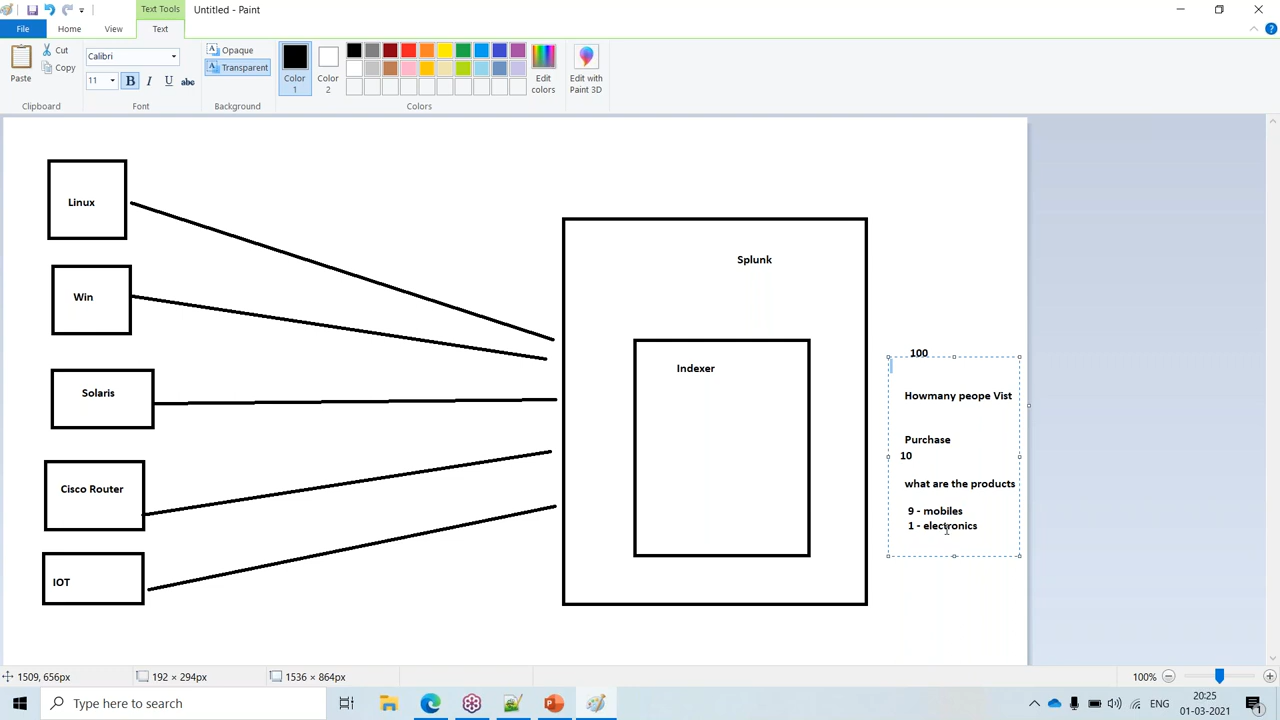 Text Tools
Untitled - Paint
File
Home
View
Text
Paste
Cut
Copy
Clipboard
Calibri
11
B
I
U
abc
Font
Opaque
Transparent
Background
Color
1
Color
2
Edit
colors
Edit with
Paint 3D
Colors
Linux
Win
Solaris
Cisco Router
IOT
Splunk
Indexer
100
Howmany peope Vist
Purchase
10
what are the products
9 - mobiles
1 - electronics
1509, 656px
192 × 294px
1536 × 864px
100%
Type here to search
ENG
20:25
01-03-2021
1